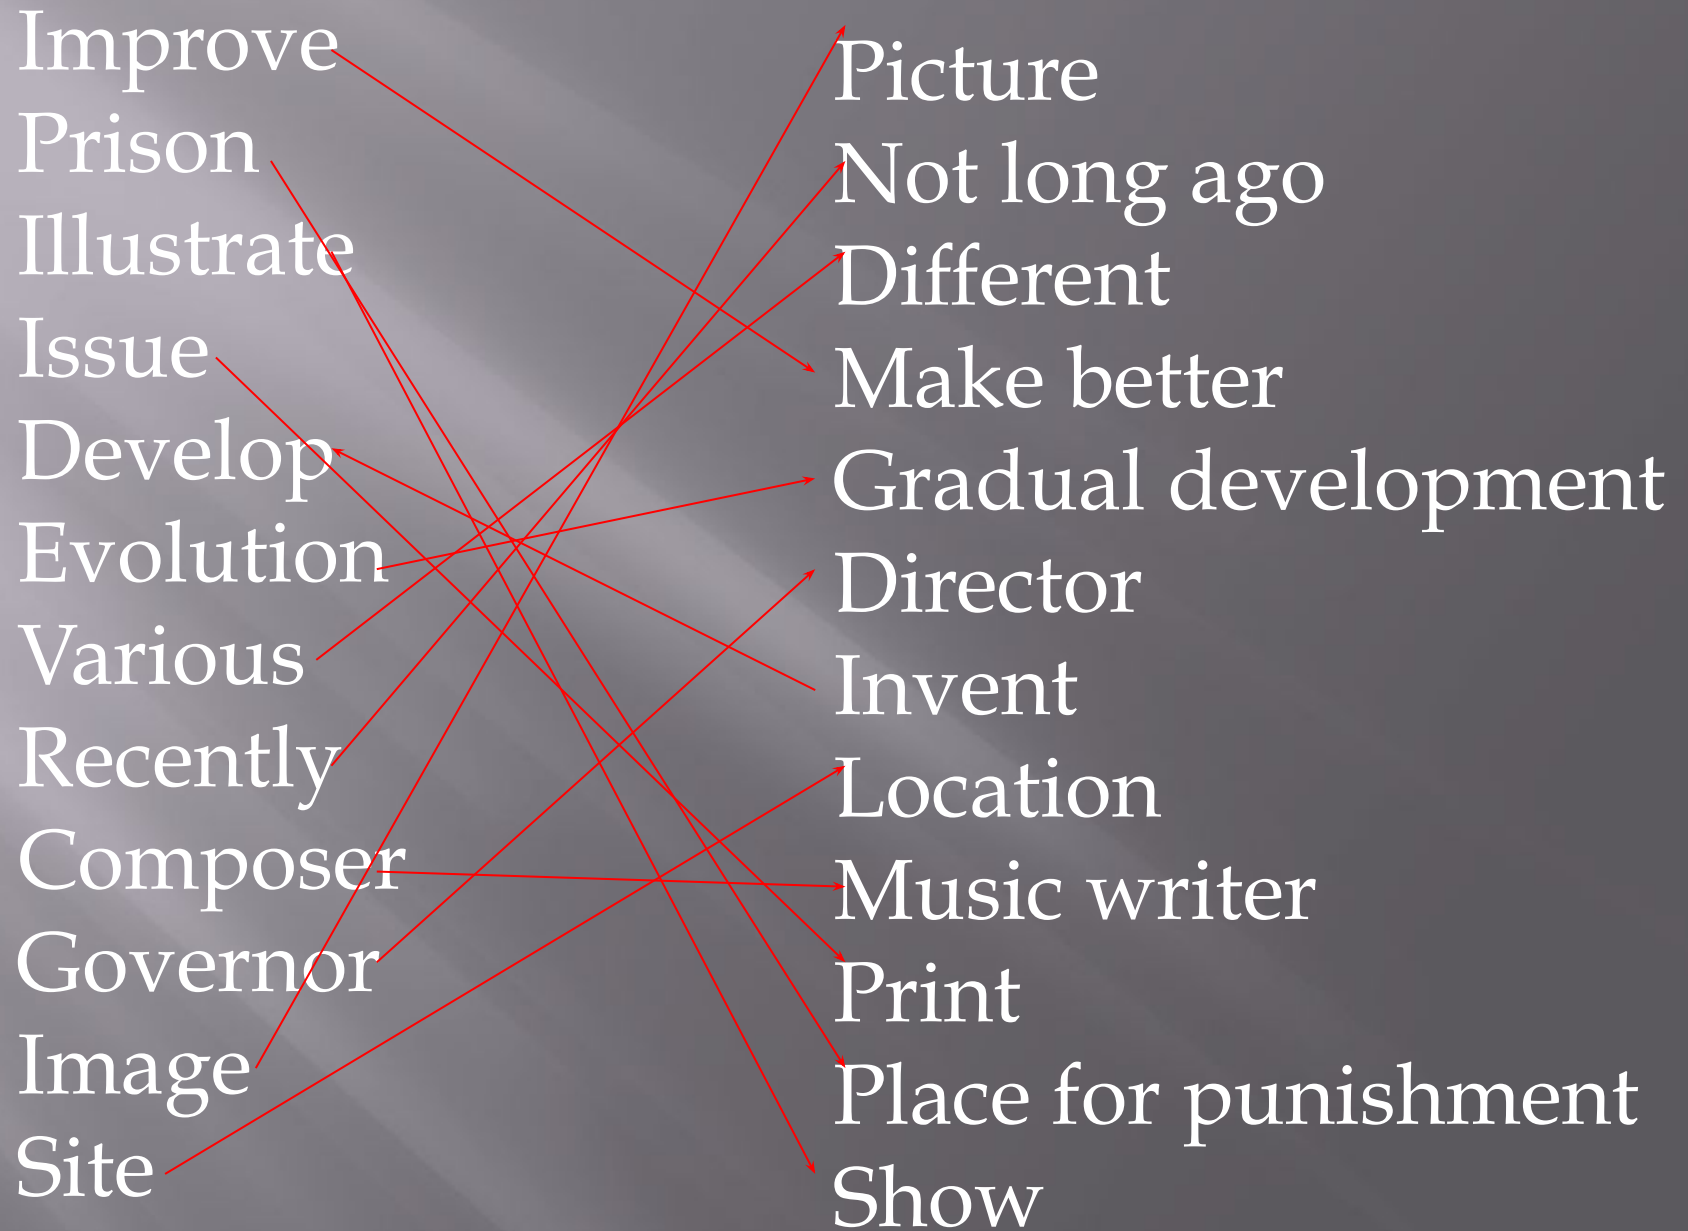 Improve
Prison
Illustrate
Issue
Develop
Evolution
Various
Recently
Composer
Governor
Image
Site
Picture
Not long ago
Different
Make better
Gradual development
Director
Invent
Location
Music writer
Print
Place for punishment
Show